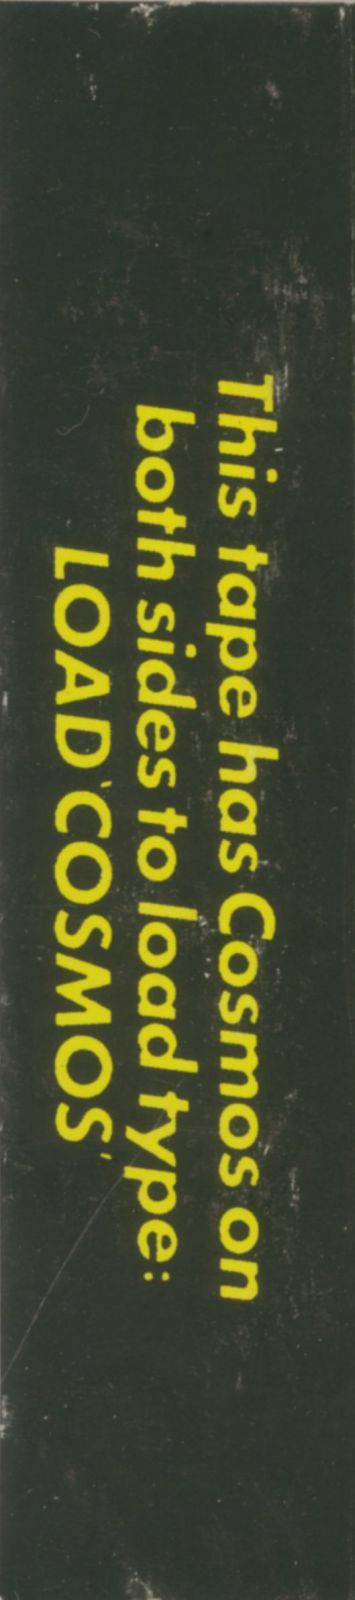 This tape has Cosmos on
both sides to load type:
LOAD ‘COSMOS’